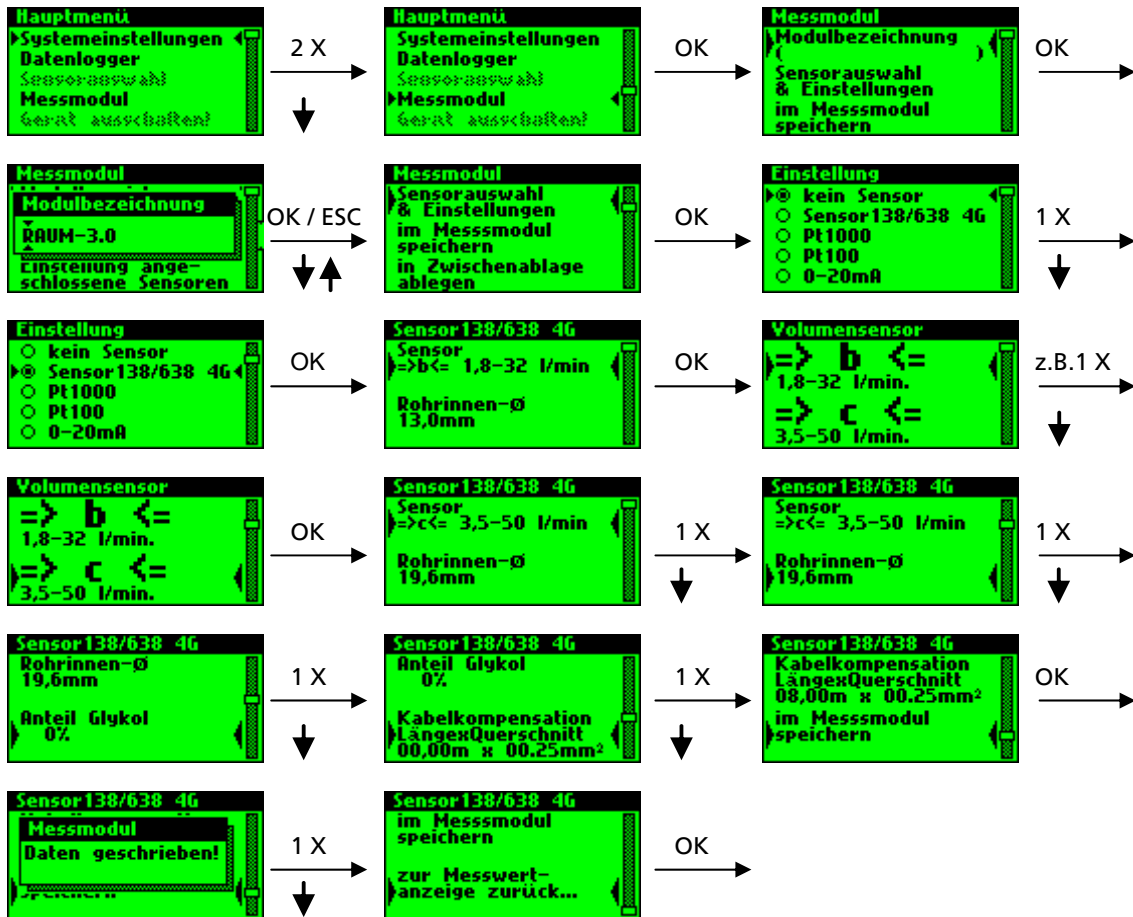 Hauptmenü
Systemeinstellungen
Datenlogger
Sensorauswahl
Messmodul
Gerät ausschalten!
2 X
Hauptmenü
Systemeinstellungen
Datenlogger
Sensorauswahl
Messmodul
Gerät ausschalten!
OK
Messmodul
Modulbezeichnung
( )
Sensorauswahl
& Einstellungen
im Messsmodul
speichern
OK
Messmodul
Modulbezeichnung
RAUM-3.0
Einstellung ange-
schlossene Sensoren
OK / ESC
Messmodul
Sensorauswahl
& Einstellungen
im Messsmodul
speichern
in Zwischenablage
ablegen
OK
Einstellung
kein Sensor
Sensor138/638 4G
Pt1000
Pt100
0-20mA
1 X
Einstellung
kein Sensor
Sensor138/638 4G
Pt1000
Pt100
0-20mA
OK
Sensor138/638 4G
Sensor
=>b<= 1,8-32 l/min
Rohrinnen-Ø
13,0mm
OK
Volumensensor
=> b <=
1,8-32 l/min.
=> c <=
3,5-50 l/min.
z.B.1 X
Volumensensor
=> b <=
1,8-32 l/min.
=> c <=
3,5-50 l/min.
OK
Sensor138/638 4G
Sensor
=>c<= 3,5-50 l/min
Rohrinnen-Ø
19,6mm
1 X
Sensor138/638 4G
Sensor
=>c<= 3,5-50 l/min
Rohrinnen-Ø
19,6mm
1 X
Sensor138/638 4G
Rohrinnen-Ø
19,6mm
Anteil Glykol
0%
1 X
Sensor138/638 4G
Anteil Glykol
0%
Kabelkompensation
LängexQuerschnitt
00,00m x 00.25mm²
1 X
Sensor138/638 4G
Kabelkompensation
LängexQuerschnitt
08,00m x 00.25mm²
im Messsmodul
speichern
OK
Sensor138/638 4G
Messmodul
Daten geschrieben!
speichern
1 X
Sensor138/638 4G
im Messsmodul
speichern
zur Messwert-
anzeige zurück...
OK